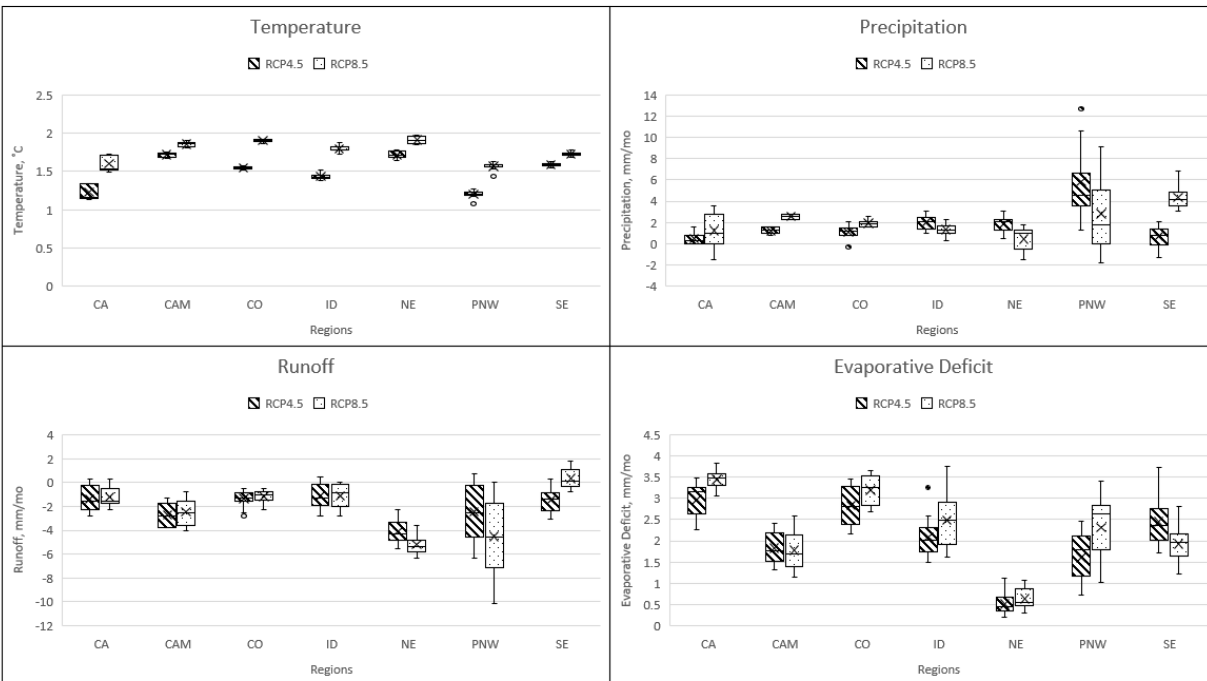 Temperature
RCP4.5 RCP8.5
2.5
2
1.5
1
0.5
0
Temperature, ˚C
CA CAM CO ID NE PNW SE
Regions
Precipitation
RCP4.5 RCP8.5
14
12
10
8
6
4
2
0
-2
-4
Precipitation, mm/mo
CA CAM CO ID NE PNW SE
Regions
Runoff
RCP4.5 RCP8.5
4
2
0
-2
-4
-6
-8
-10
-12
Runoff, mm/mo
CA CAM CO ID NE PNW SE
Regions
Evaporative Deficit
RCP4.5 RCP8.5
4.5
4
3.5
3
2.5
2
1.5
1
0.5
0
Evaporative Deficit, mm/mo
CA CAM CO ID NE PNW SE
Regions